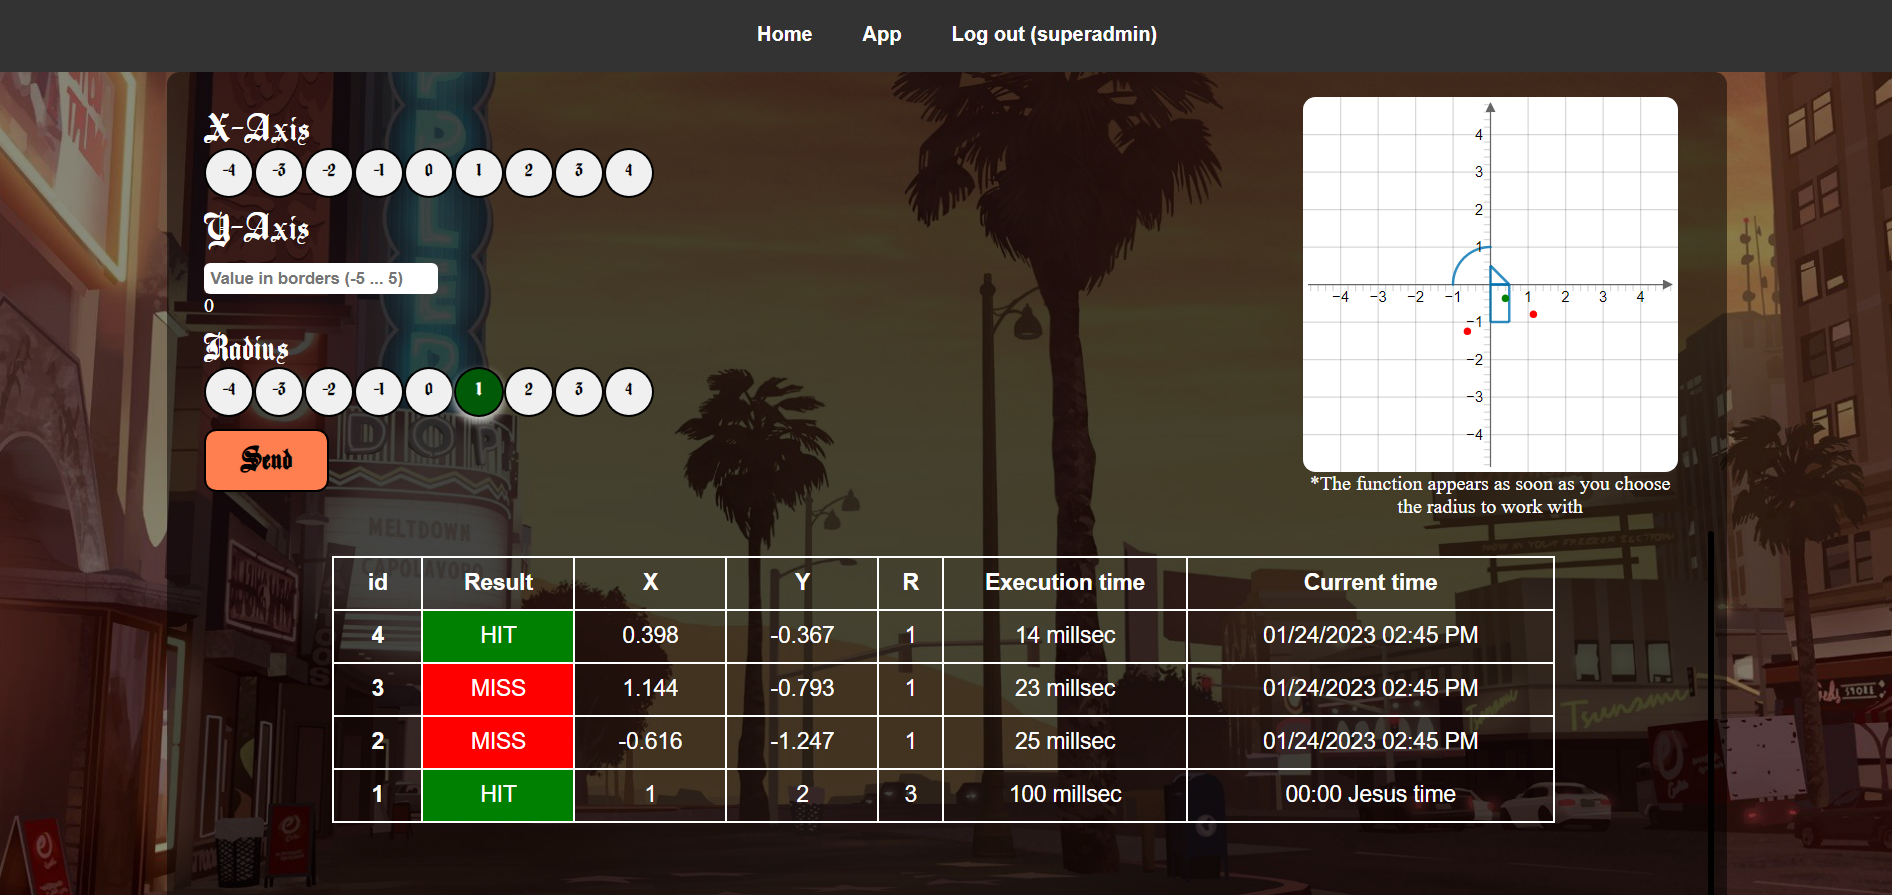 Home App Log out (superadmin)
X-Axis
-4 -3 -2 -1 0 1 2 3 4
Y-Axis
Value in borders (-5 ... 5)
0
Radius
-4 -3 -2 -1 0 1 2 3 4
Send
4
3
2
1
−4 −3 −2 −1 1 2 3 4
−1
−2
−3
−4
*The function appears as soon as you choose
the radius to work with
DIOP
MELTDOWN
POLAVORO
id Result X Y R Execution time Current time
4 HIT 0.398 -0.367 1 14 millsec 01/24/2023 02:45 PM
3 MISS 1.144 -0.793 1 23 millsec 01/24/2023 02:45 PM
2 MISS -0.616 -1.247 1 25 millsec 01/24/2023 02:45 PM
1 HIT 1 2 3 100 millsec 00:00 Jesus time
Tsunami
Tsunami
STORE